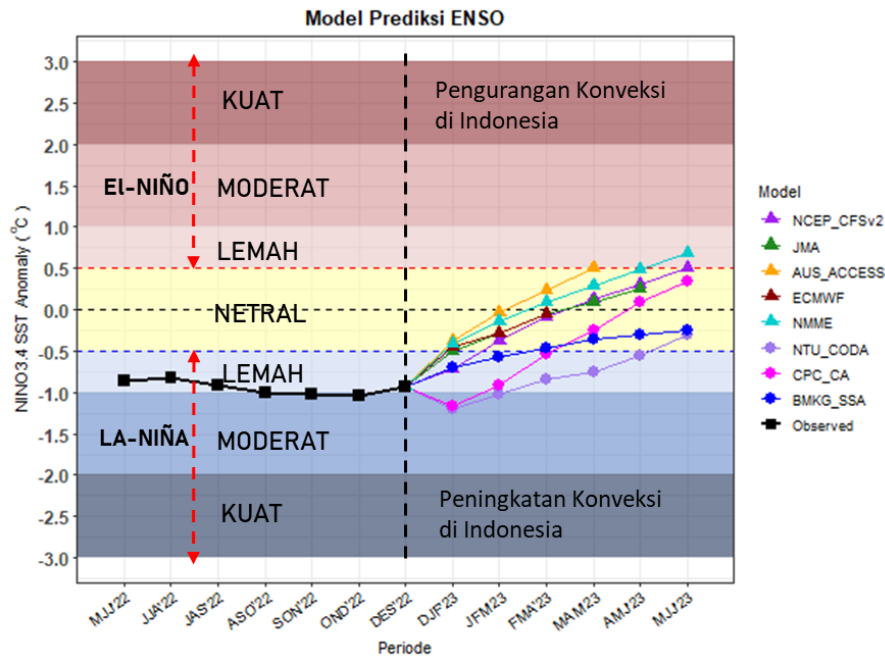 Model Prediksi ENSO
NINO3.4 SST Anomaly (°C)
3.0
2.5
2.0
1.5
1.0
0.5
0.0
-0.5
-1.0
-1.5
-2.0
-2.5
-3.0
KUAT
Pengurangan Konveksi
di Indonesia
El-NIÑO
MODERAT
LEMAH
NETRAL
LEMAH
LA-NIÑA
MODERAT
KUAT
Peningkatan Konveksi
di Indonesia
MJJ'22
JJA'22
JAS'22
ASO'22
SON'22
OND'22
DES'22
DJF'23
JFM'23
FMA'23
MAM'23
AMJ'23
MJJ'23
Periode
Model
NCEP_CFSv2
JMA
AUS_ACCESS
ECMWF
NMME
NTU_CODA
CPC_CA
BMKG_SSA
Observed